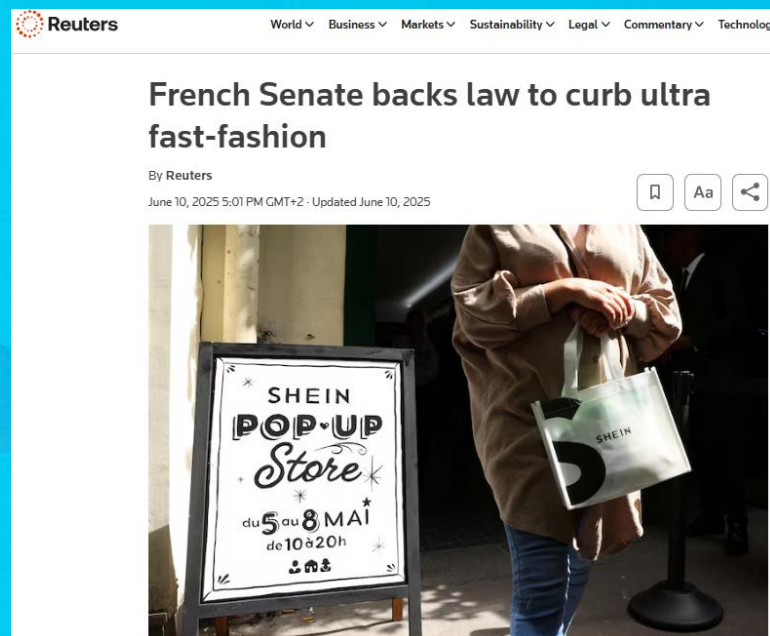 Reuters
World Business Markets Sustainability Legal Commentary Technolog
French Senate backs law to curb ultra
fast-fashion
By Reuters
June 10, 2025 5:01 PM GMT+2 · Updated June 10, 2025
Aa
SHEIN
POP·UP
Store
du 5 au 8 MAI
de 10 à 20h
S
SHEIN